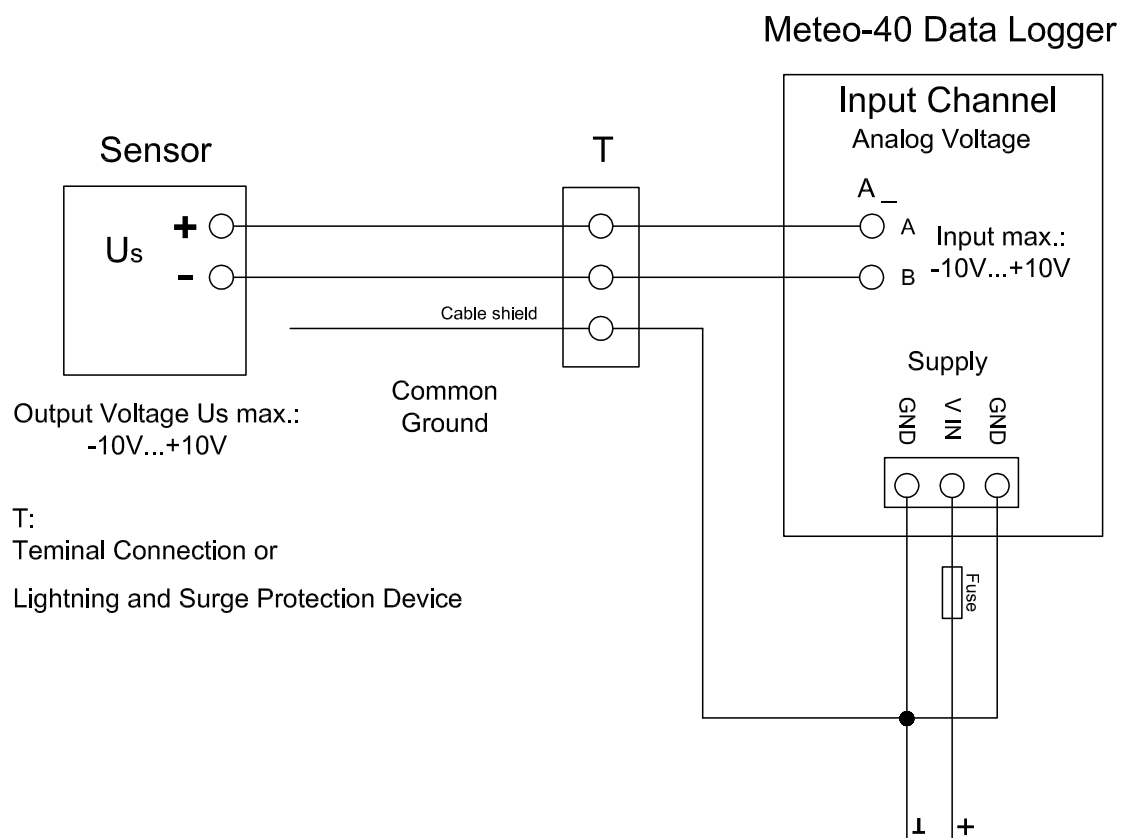 Meteo-40 Data Logger
Input Channel
Analog Voltage
Sensor
T
A _
+
A
Us
Input max.:
-10V...+10V
-
B
Cable shield
Supply
Common
Ground
Output Voltage Us max.:
-10V...+10V
GND
V IN
GND
T:
Teminal Connection or
Lightning and Surge Protection Device
Fuse
+